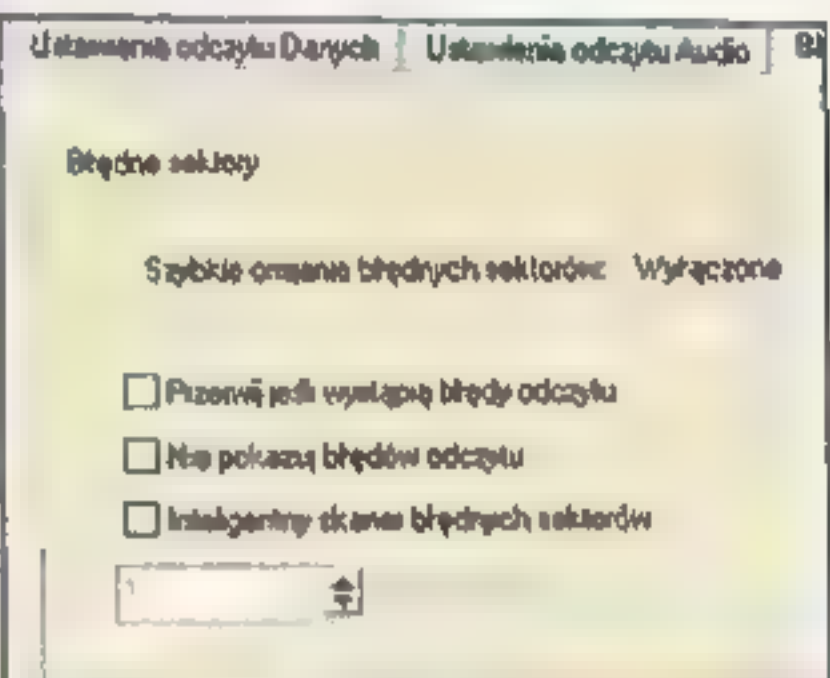 Ustawienia odczytu Danych Ustawienia odczytu Audio Bł
Błędne sektory
Szybkie omijanie błędnych sektorów: Wyłączone
Przerwij jeśli wystąpią błędy odczytu
Nie pokazuj błędów odczytu
Inteligentny skaner błędnych sektorów
1